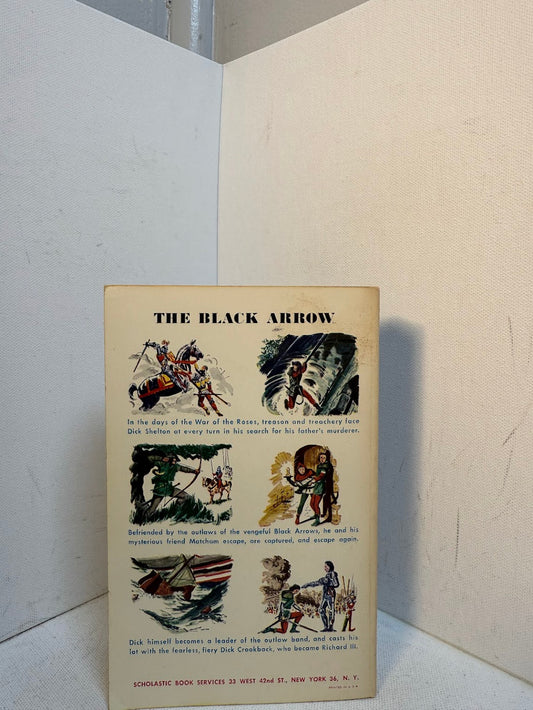 THE BLACK ARROW
In the days of the War of the Roses, treason and treachery face
Dick Shelton at every turn in his search for his father's murderer.
Befriended by the outlaws of the vengeful Black Arrows, he and his
mysterious friend Matcham escape, are captured, and escape again.
Dick himself becomes a leader of the outlaw band, and casts his
lot with the fearless, fiery Dick Crookback, who became Richard III.
SCHOLASTIC BOOK SERVICES 33 WEST 42nd ST., NEW YORK 36, N. Y.
PRINTED IN U.S.A.